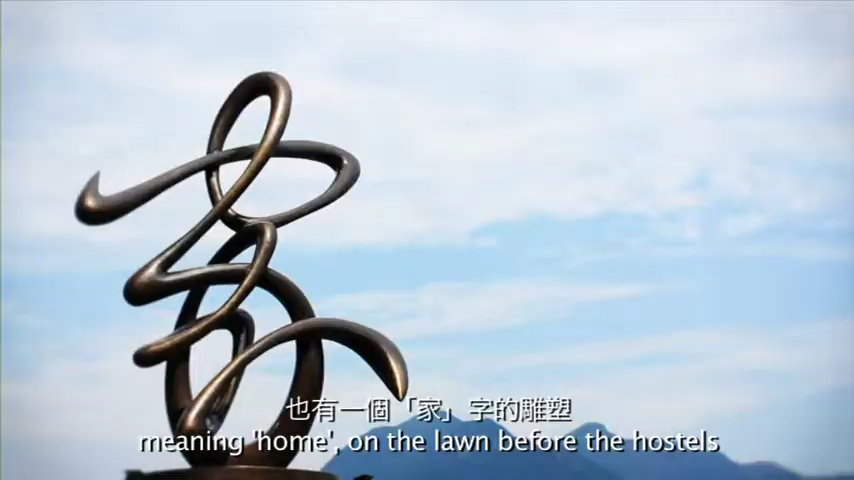 也有一個「家」字的雕塑
meaning 'home', on the lawn before the hostels